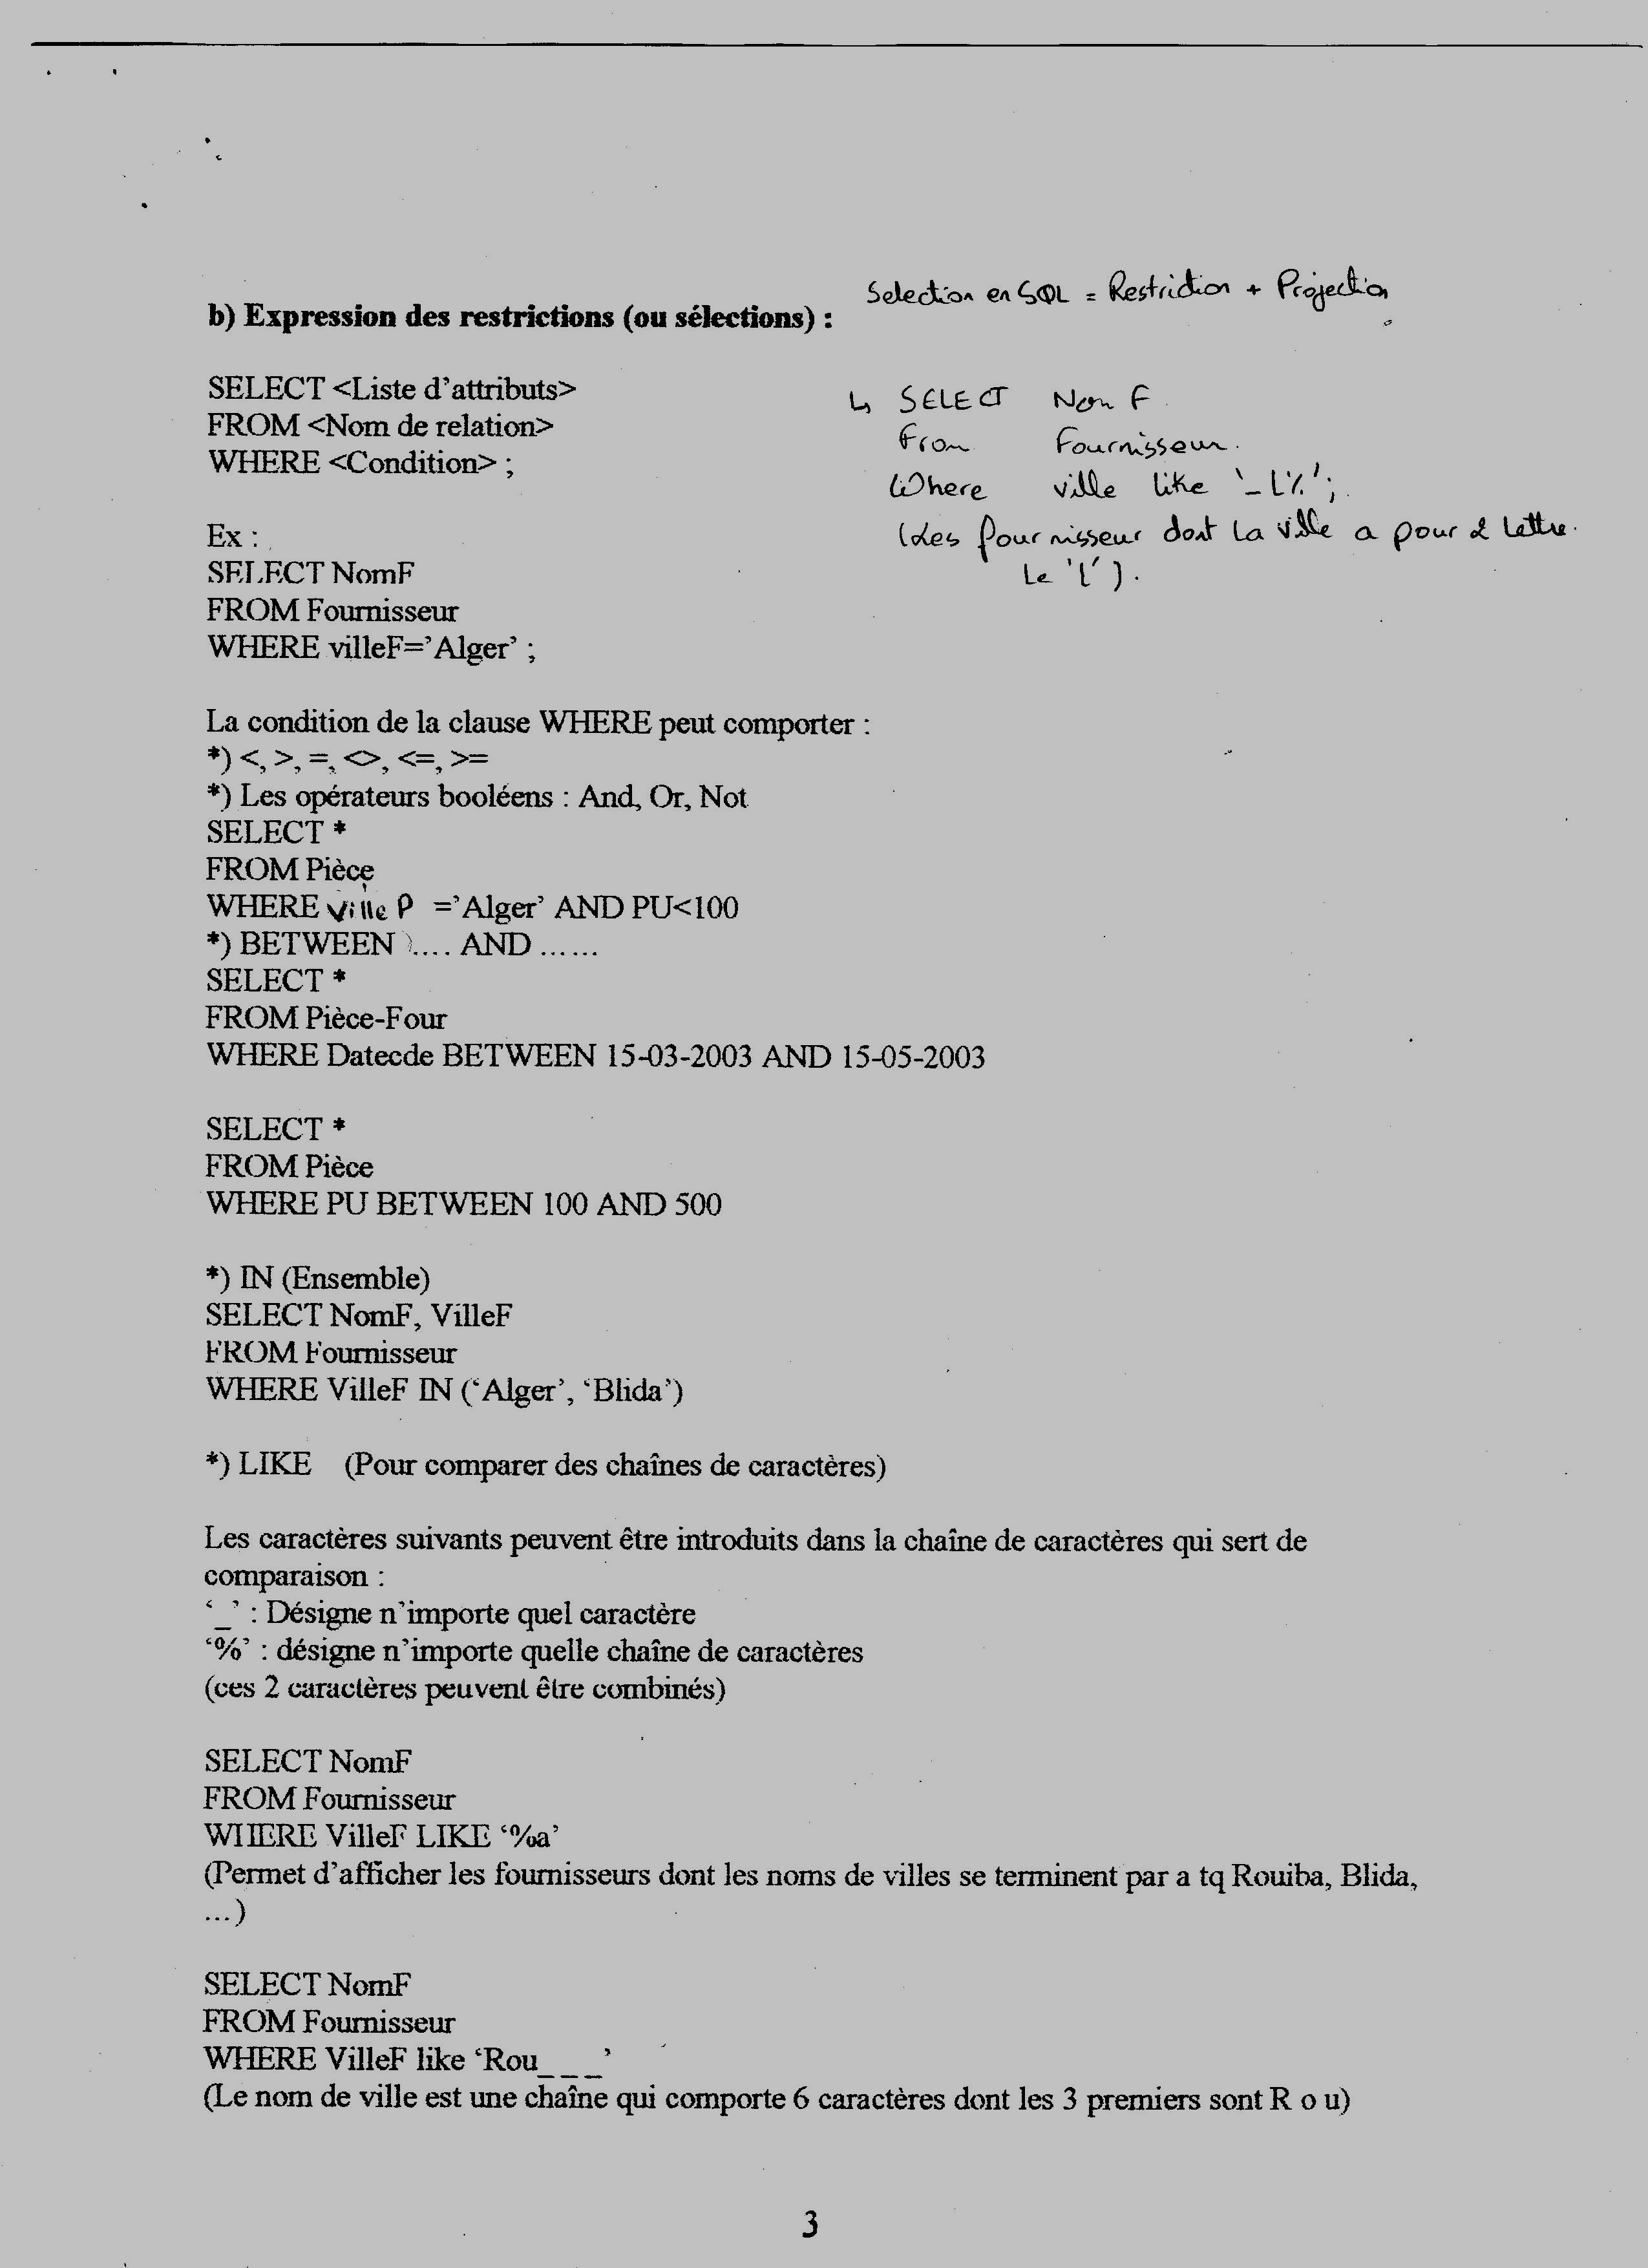 Selection en SQL = Restriction + Projection
b) Expression des restrictions (ou sélections) :
SELECT <Liste d'attributs>
FROM <Nom de relation>
WHERE <Condition> ;
↳ SELECT Nom F
From Fournisseur.
Where ville like '_L%';
(Les fournisseur dont la ville a pour 2 lettre
le 'l').
Ex :
SELECT NomF
FROM Fournisseur
WHERE villeF='Alger' ;
La condition de la clause WHERE peut comporter :
*) <, >, =, <>, <=, >=
*) Les opérateurs booléens : And, Or, Not
SELECT *
FROM Pièce
WHERE ville P ='Alger' AND PU<100
*) BETWEEN .... AND ......
SELECT *
FROM Pièce-Four
WHERE Datecde BETWEEN 15-03-2003 AND 15-05-2003
SELECT *
FROM Pièce
WHERE PU BETWEEN 100 AND 500
*) IN (Ensemble)
SELECT NomF, VilleF
FROM Fournisseur
WHERE VilleF IN ('Alger', 'Blida')
*) LIKE (Pour comparer des chaînes de caractères)
Les caractères suivants peuvent être introduits dans la chaîne de caractères qui sert de
comparaison :
'_' : Désigne n'importe quel caractère
'%' : désigne n'importe quelle chaîne de caractères
(ces 2 caractères peuvent être combinés)
SELECT NomF
FROM Fournisseur
WHERE VilleF LIKE '%a'
(Permet d'afficher les fournisseurs dont les noms de villes se terminent par a tq Rouiba, Blida,
…)
SELECT NomF
FROM Fournisseur
WHERE VilleF like 'Rou_ _ _'
(Le nom de ville est une chaîne qui comporte 6 caractères dont les 3 premiers sont R o u)
3